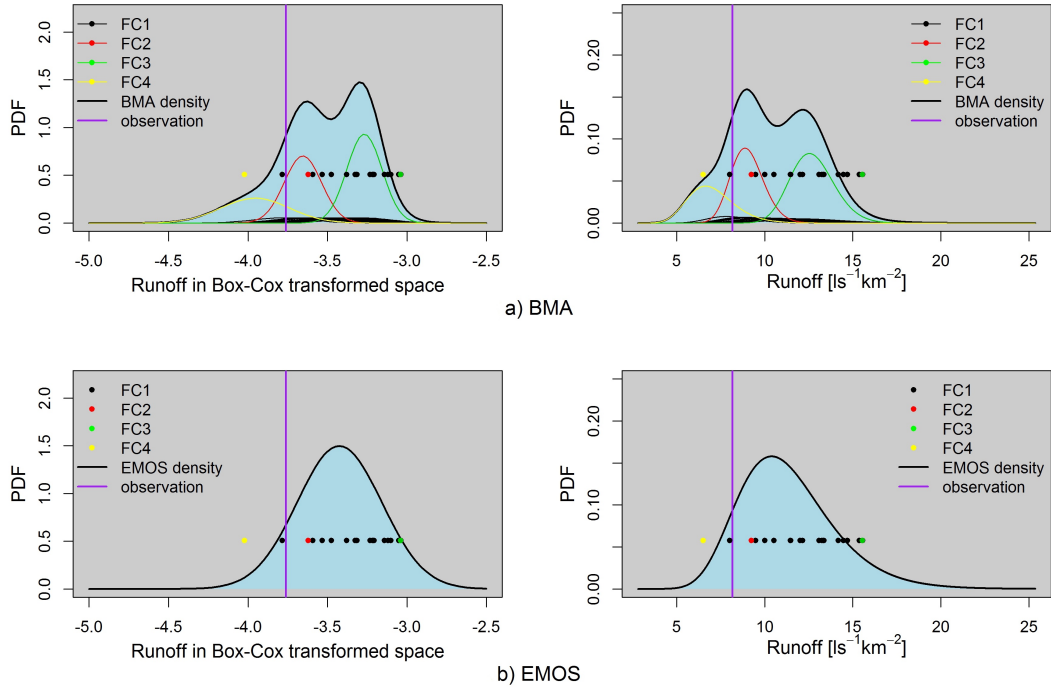 PDF
0.0 0.5 1.0 1.5 2.0
FC1
FC2
FC3
FC4
BMA density
observation
-5.0 -4.5 -4.0 -3.5 -3.0 -2.5
Runoff in Box-Cox transformed space
PDF
0.00 0.10 0.20
FC1
FC2
FC3
FC4
BMA density
observation
5 10 15 20 25
Runoff [ls⁻¹km⁻²]
a) BMA
PDF
0.0 0.5 1.0 1.5 2.0
FC1
FC2
FC3
FC4
EMOS density
observation
-5.0 -4.5 -4.0 -3.5 -3.0 -2.5
Runoff in Box-Cox transformed space
PDF
0.00 0.10 0.20
FC1
FC2
FC3
FC4
EMOS density
observation
5 10 15 20 25
Runoff [ls⁻¹km⁻²]
b) EMOS